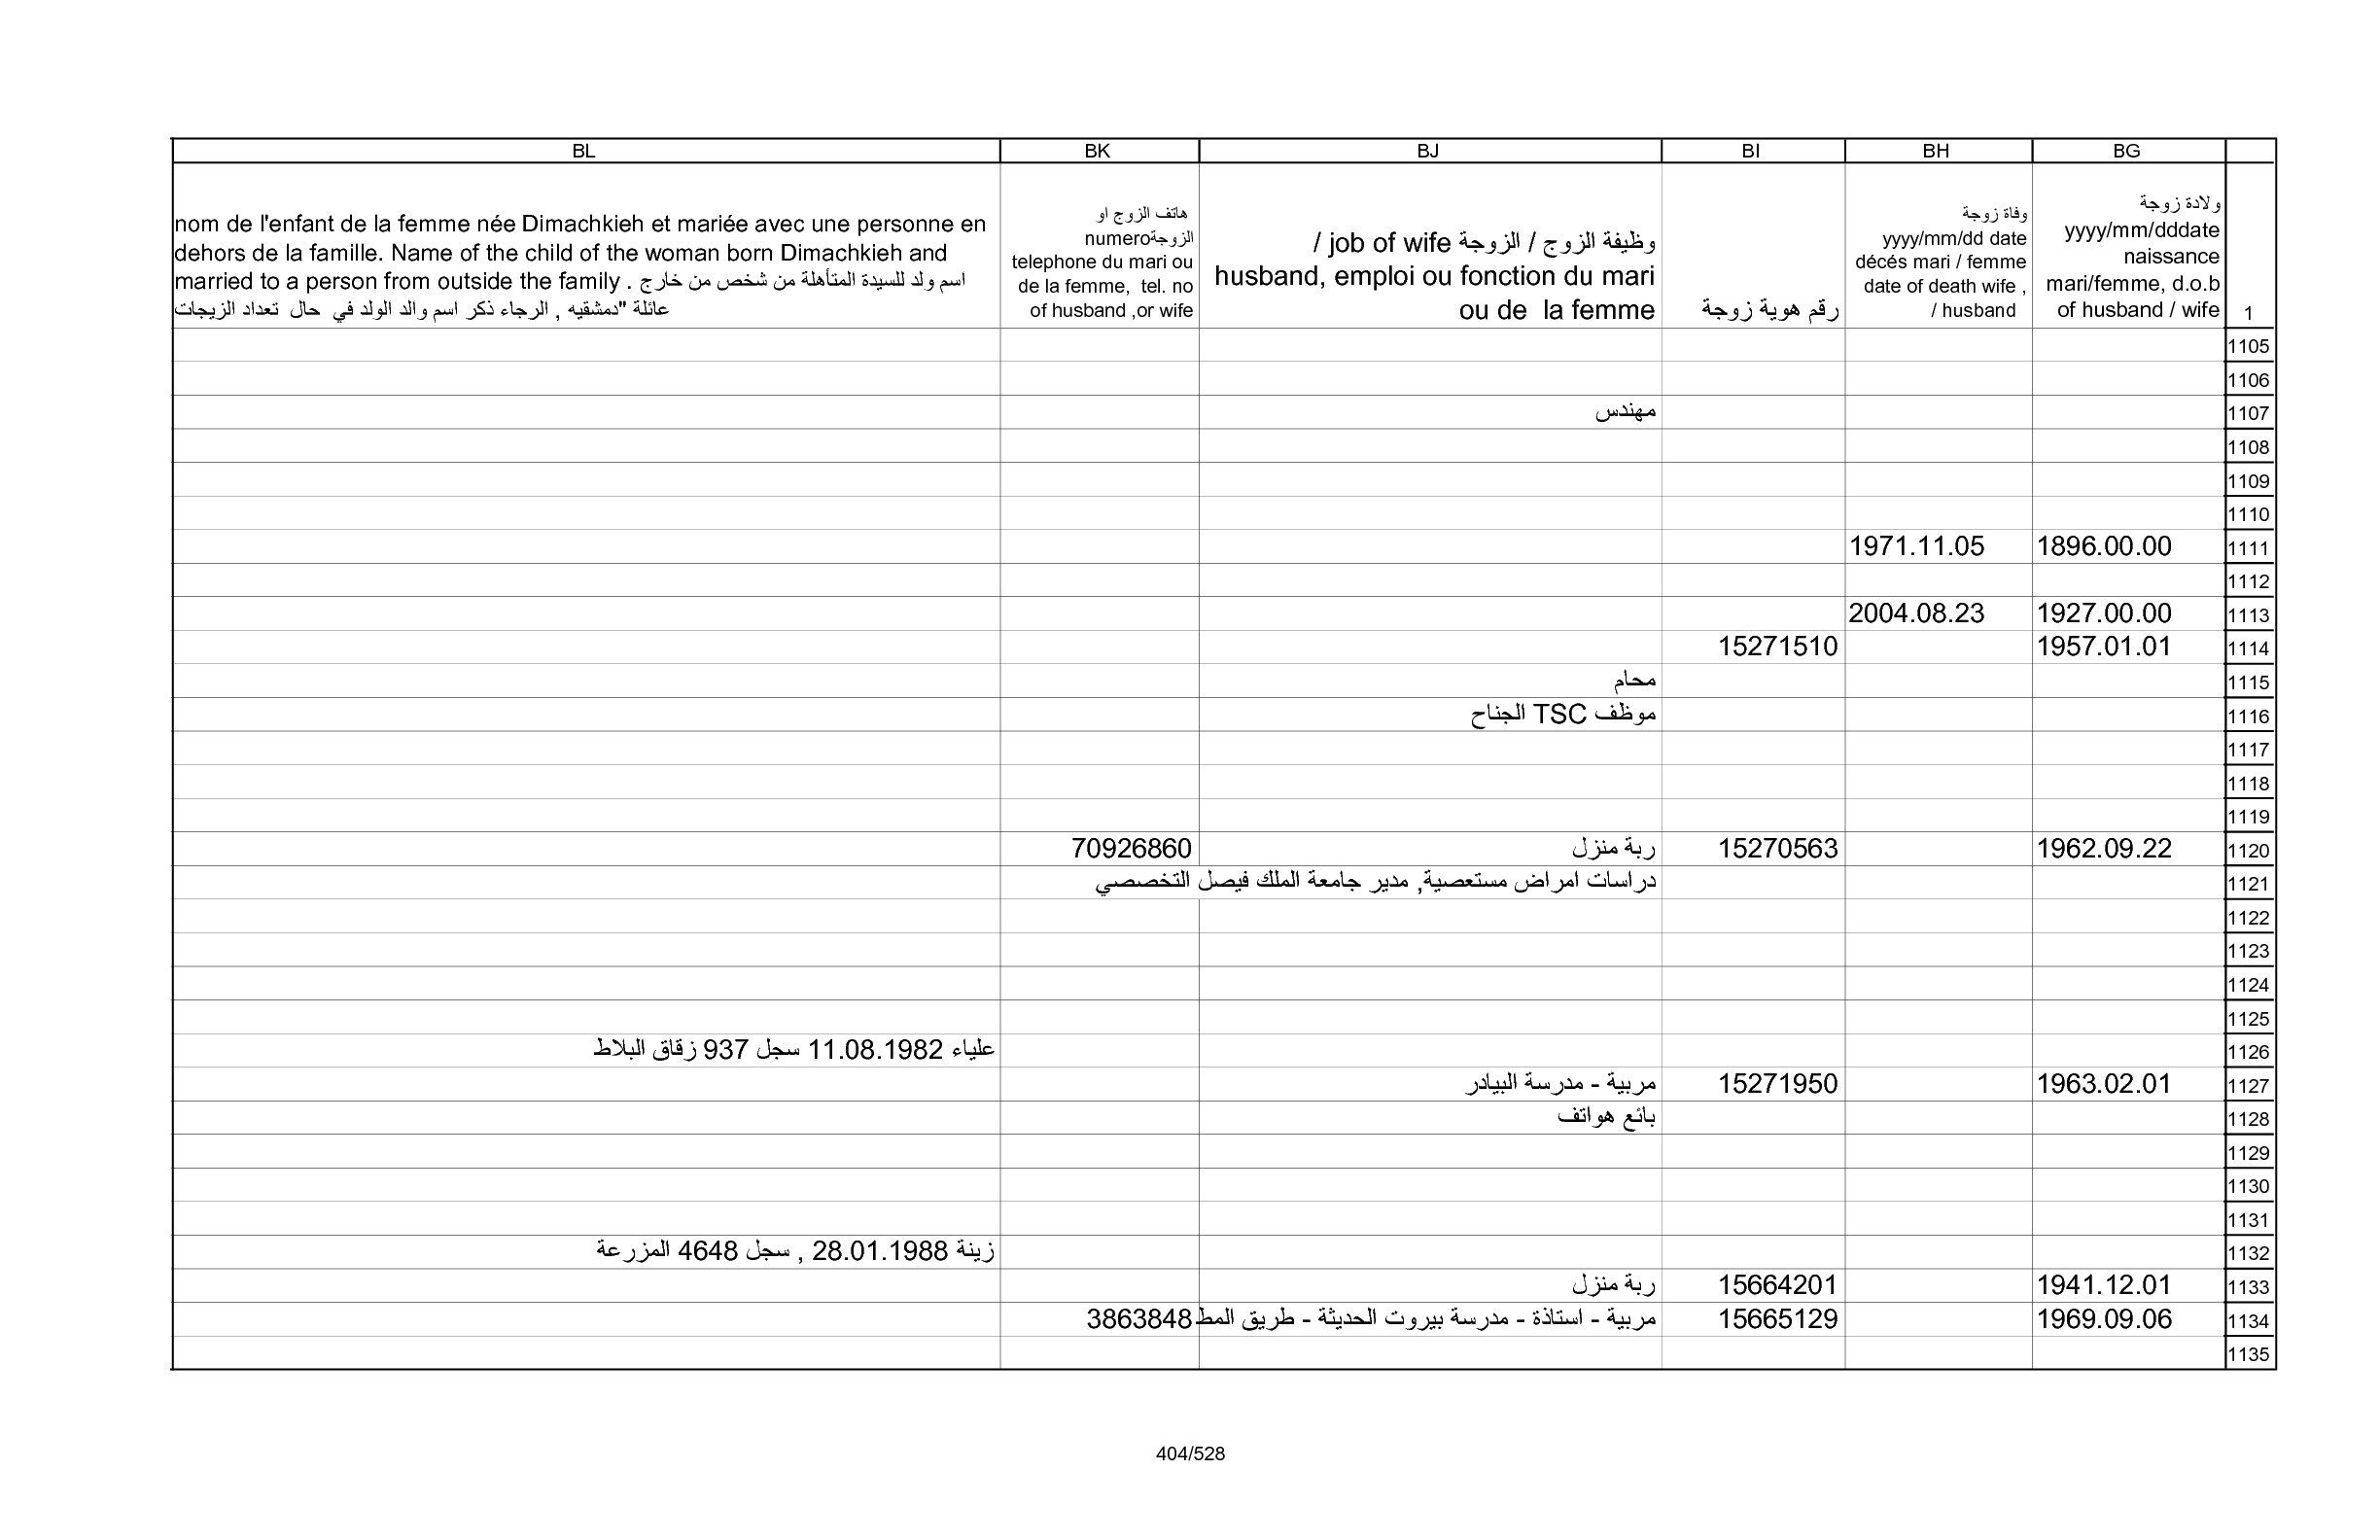 BL BK BJ BI BH BG
nom de l'enfant de la femme née Dimachkieh et mariée avec une personne en
dehors de la famille. Name of the child of the woman born Dimachkieh and
married to a person from outside the family . اسم ولد للسيدة المتأهلة من شخص من خارج
عائلة "دمشقيه , الرجاء ذكر اسم والد الولد في حال تعداد الزيجات
هاتف الزوج او
الزوجةnumero
telephone du mari ou
de la femme, tel. no
of husband ,or wife
وظيفة الزوج / الزوجة job of wife /
husband, emploi ou fonction du mari
ou de la femme
رقم هوية زوجة
وفاة زوجة
yyyy/mm/dd date
décés mari / femme
date of death wife ,
/ husband
ولادة زوجة
yyyy/mm/dddate
naissance
mari/femme, d.o.b
of husband / wife
1
1105
1106
مهندس 1107
1108
1109
1110
1971.11.05 1896.00.00 1111
1112
2004.08.23 1927.00.00 1113
15271510 1957.01.01 1114
محام 1115
موظف TSC الجناح 1116
1117
1118
1119
70926860 ربة منزل 15270563 1962.09.22 1120
دراسات امراض مستعصية, مدير جامعة الملك فيصل التخصصي 1121
1122
1123
1124
1125
علياء 11.08.1982 سجل 937 زقاق البلاط 1126
مربية - مدرسة البيادر 15271950 1963.02.01 1127
بائع هواتف 1128
1129
1130
1131
زينة 28.01.1988 , سجل 4648 المزرعة 1132
ربة منزل 15664201 1941.12.01 1133
3863848 مربية - استاذة - مدرسة بيروت الحديثة - طريق المط 15665129 1969.09.06 1134
1135
404/528